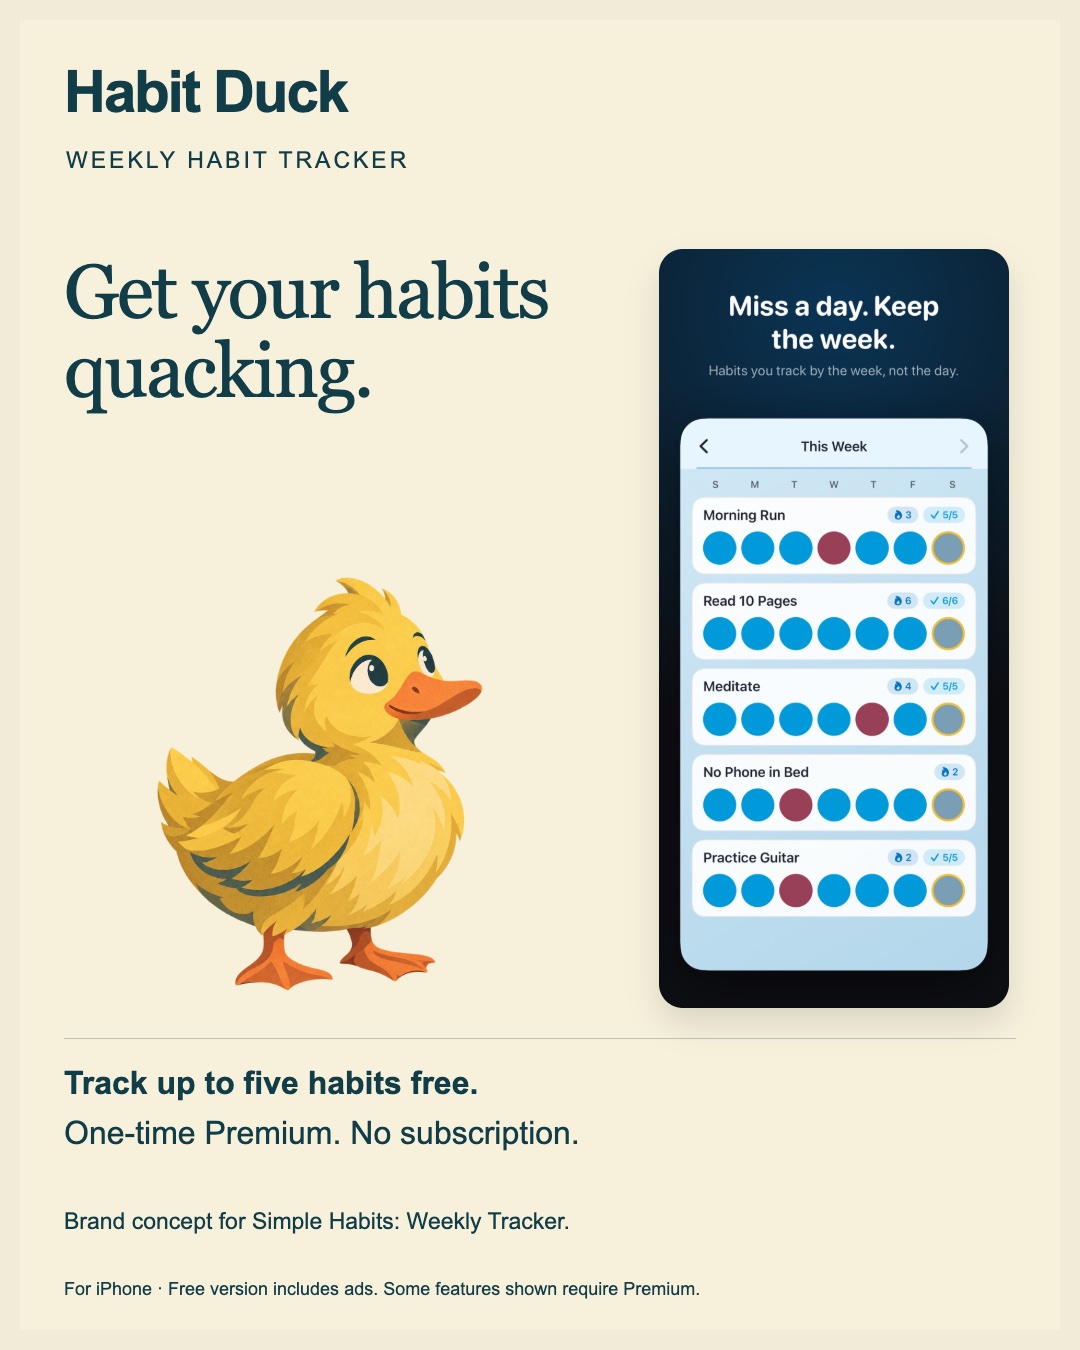 Habit Duck
WEEKLY HABIT TRACKER
Get your habits
quacking.
Miss a day. Keep
the week.
Habits you track by the week, not the day.
This Week
S M T W T F S
Morning Run 3 5/5
Read 10 Pages 6 6/6
Meditate 4 5/5
No Phone in Bed 2
Practice Guitar 2 5/5
Track up to five habits free.
One-time Premium. No subscription.
Brand concept for Simple Habits: Weekly Tracker.
For iPhone · Free version includes ads. Some features shown require Premium.